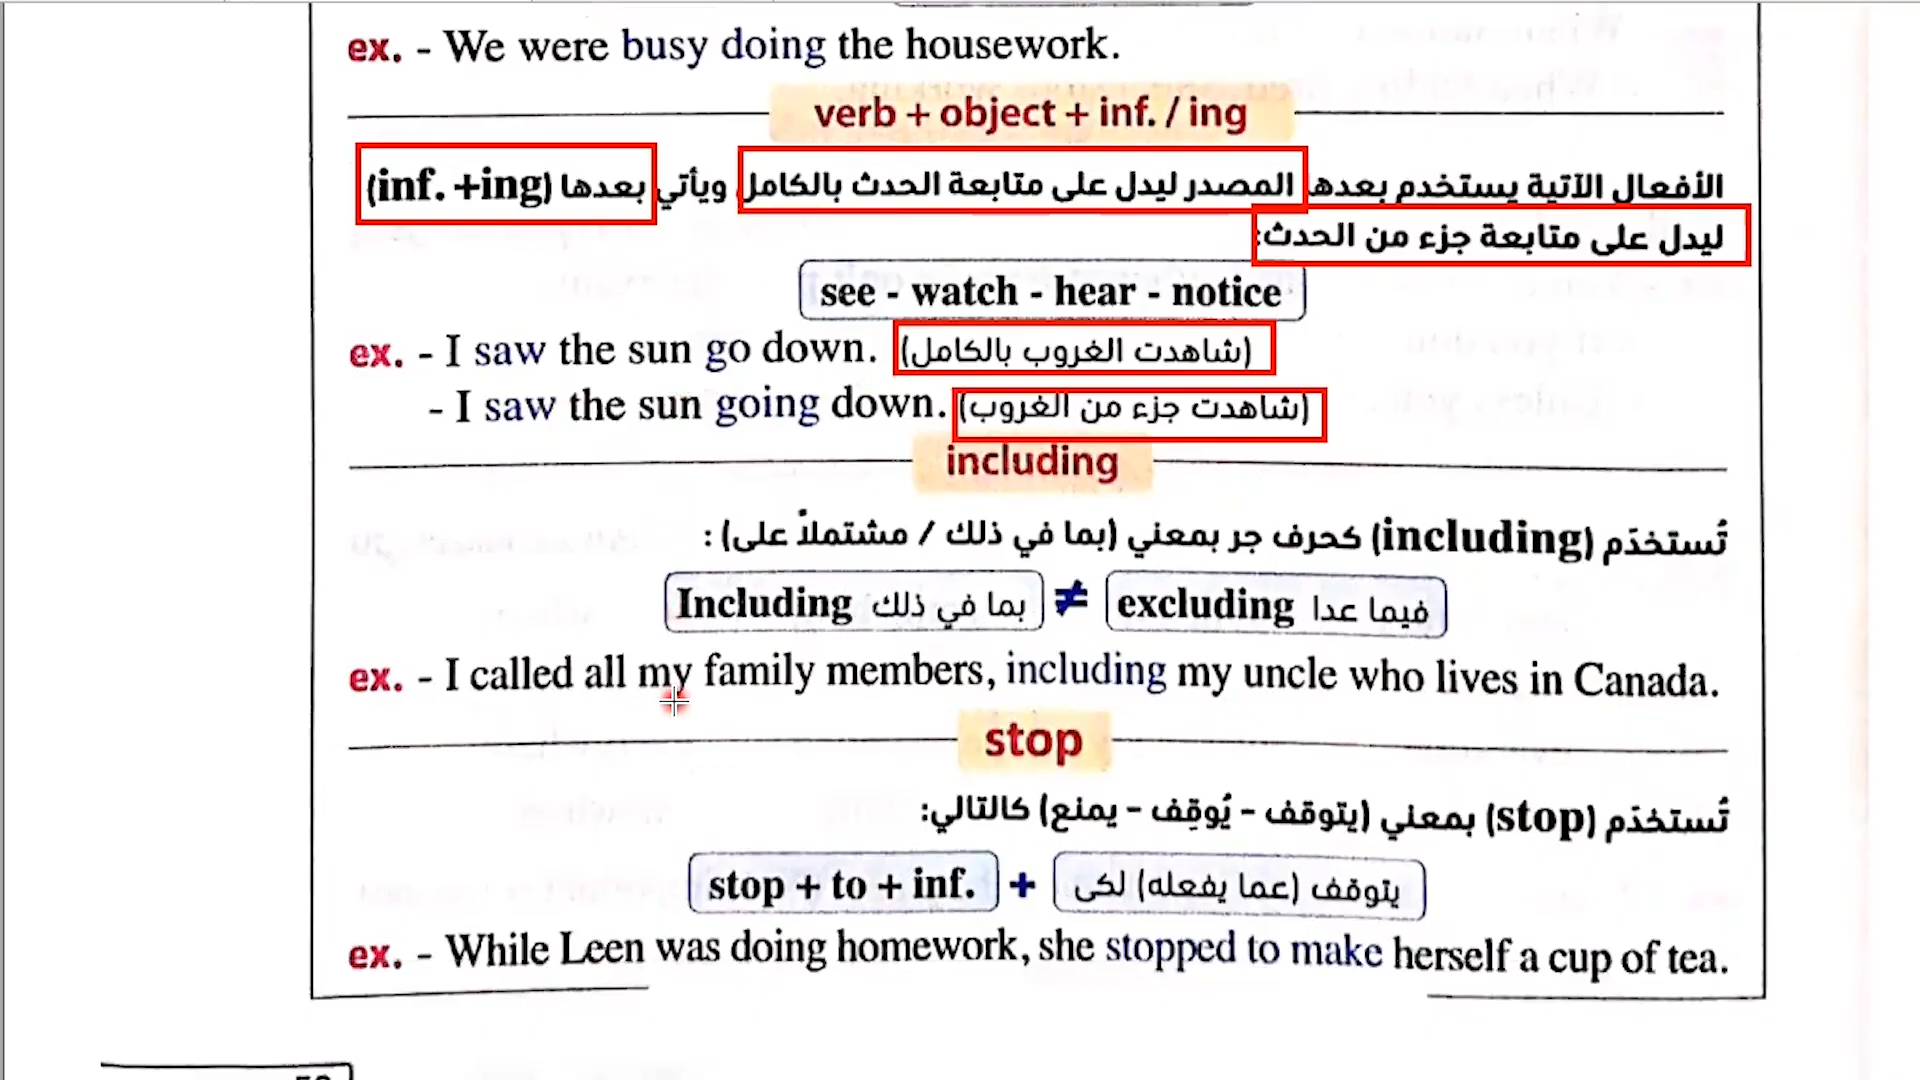 ex. - We were busy doing the housework.
verb + object + inf. / ing
الأفعال الآتية يستخدم بعدها المصدر ليدل على متابعة الحدث بالكامل ويأتي بعدها (inf. +ing)
ليدل على متابعة جزء من الحدث:
see - watch - hear - notice
ex. - I saw the sun go down. (شاهدت الغروب بالكامل)
- I saw the sun going down. (شاهدت جزء من الغروب)
including
تُستخدَم (including) كحرف جر بمعني (بما في ذلك / مشتملاً على) :
Including بما في ذلك ≠ excluding فيما عدا
ex. - I called all my family members, including my uncle who lives in Canada.
stop
تُستخدَم (stop) بمعني (يتوقف - يُوقِف - يمنع) كالتالي:
stop + to + inf. + يتوقف (عما يفعله) لكى
ex. - While Leen was doing homework, she stopped to make herself a cup of tea.